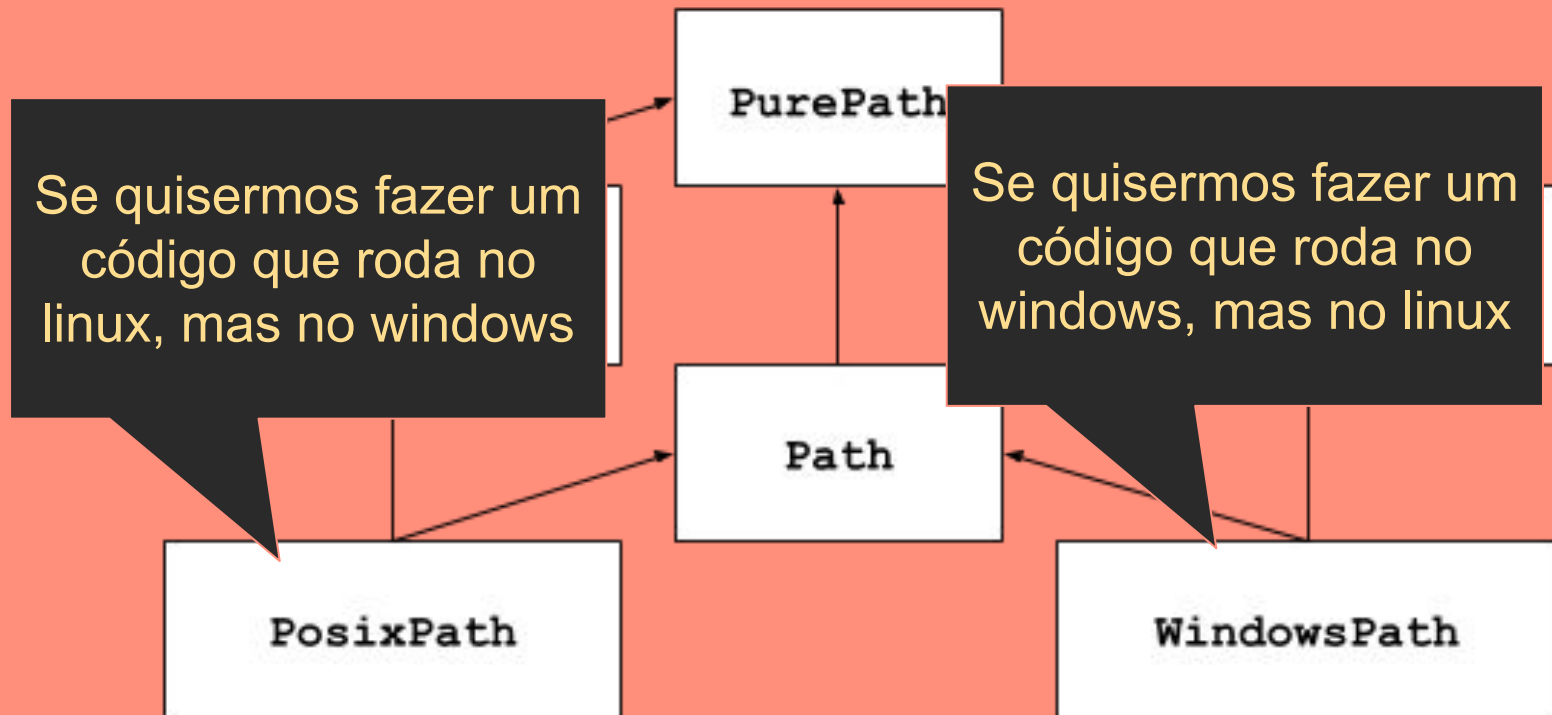 PurePath
Se quisermos fazer um
código que roda no
linux, mas no windows
Se quisermos fazer um
código que roda no
windows, mas no linux
Path
PosixPath
WindowsPath